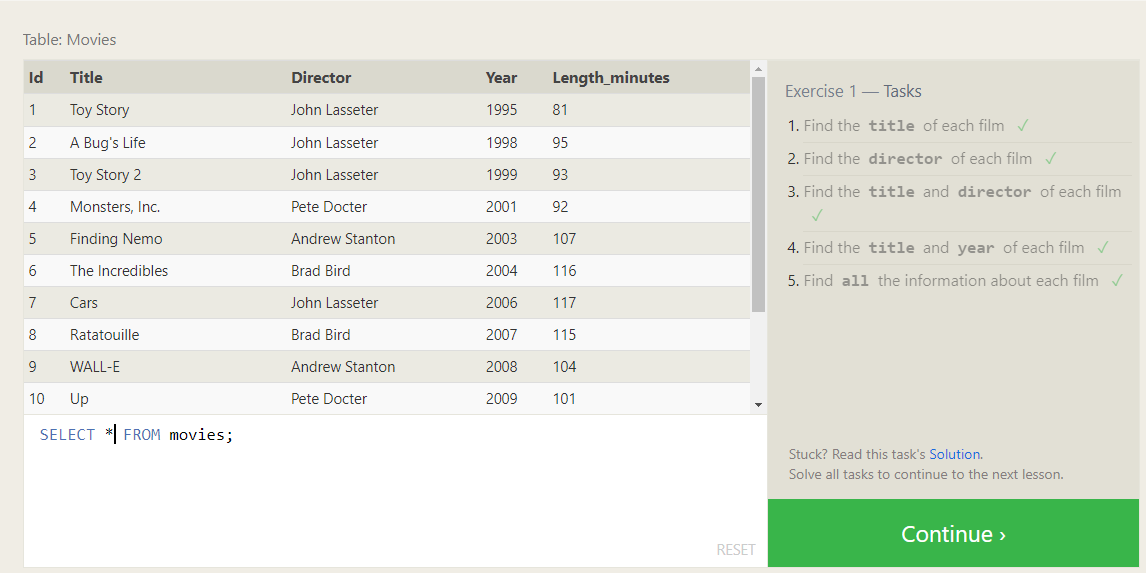 Table: Movies
Id Title Director Year Length_minutes
1 Toy Story John Lasseter 1995 81
2 A Bug's Life John Lasseter 1998 95
3 Toy Story 2 John Lasseter 1999 93
4 Monsters, Inc. Pete Docter 2001 92
5 Finding Nemo Andrew Stanton 2003 107
6 The Incredibles Brad Bird 2004 116
7 Cars John Lasseter 2006 117
8 Ratatouille Brad Bird 2007 115
9 WALL-E Andrew Stanton 2008 104
10 Up Pete Docter 2009 101
SELECT * FROM movies;
RESET
Exercise 1 — Tasks
1. Find the title of each film ✓
2. Find the director of each film ✓
3. Find the title and director of each film
✓
4. Find the title and year of each film ✓
5. Find all the information about each film ✓
Stuck? Read this task's Solution.
Solve all tasks to continue to the next lesson.
Continue ›